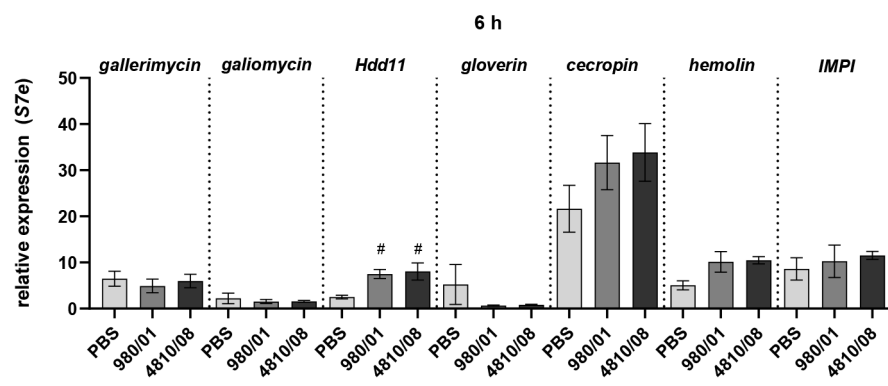 6 h
gallerimycin galiomycin Hdd11 gloverin cecropin hemolin IMPI
relative expression (S7e)
50
40
30
20
10
0
# #
PBS 980/01 4810/08 PBS 980/01 4810/08 PBS 980/01 4810/08 PBS 980/01 4810/08 PBS 980/01 4810/08 PBS 980/01 4810/08 PBS 980/01 4810/08